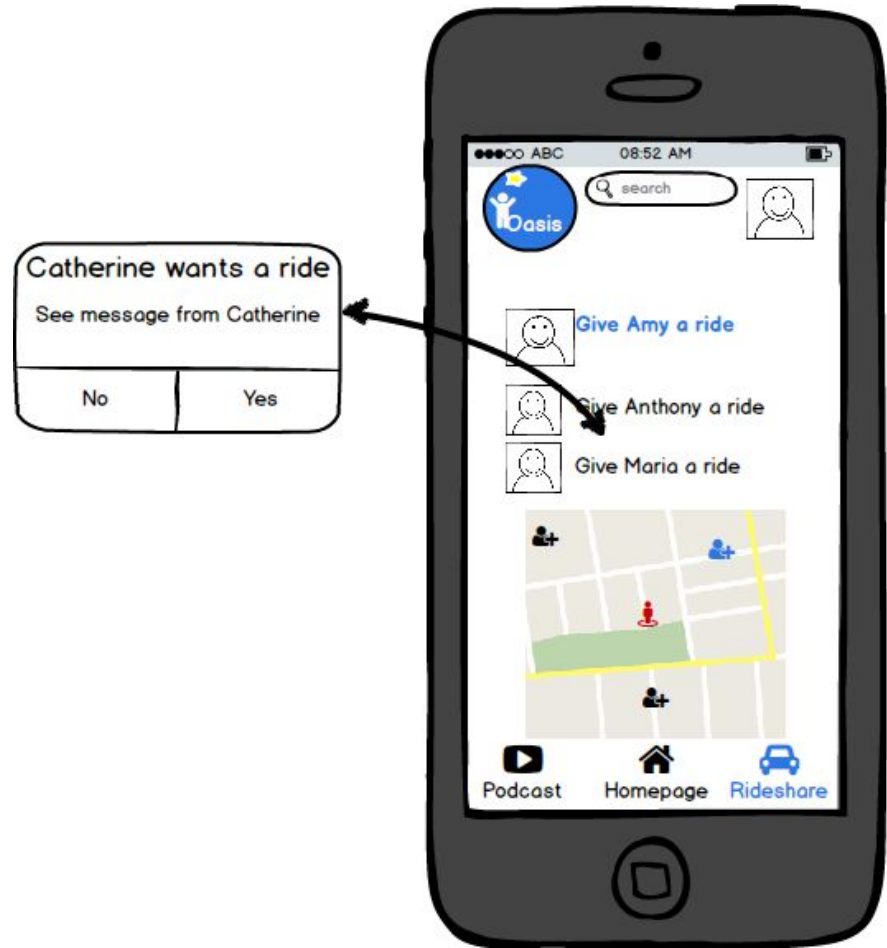 ABC 08:52 AM
Oasis
search
Catherine wants a ride
See message from Catherine
No Yes
Give Amy a ride
Give Anthony a ride
Give Maria a ride
Podcast Homepage Rideshare